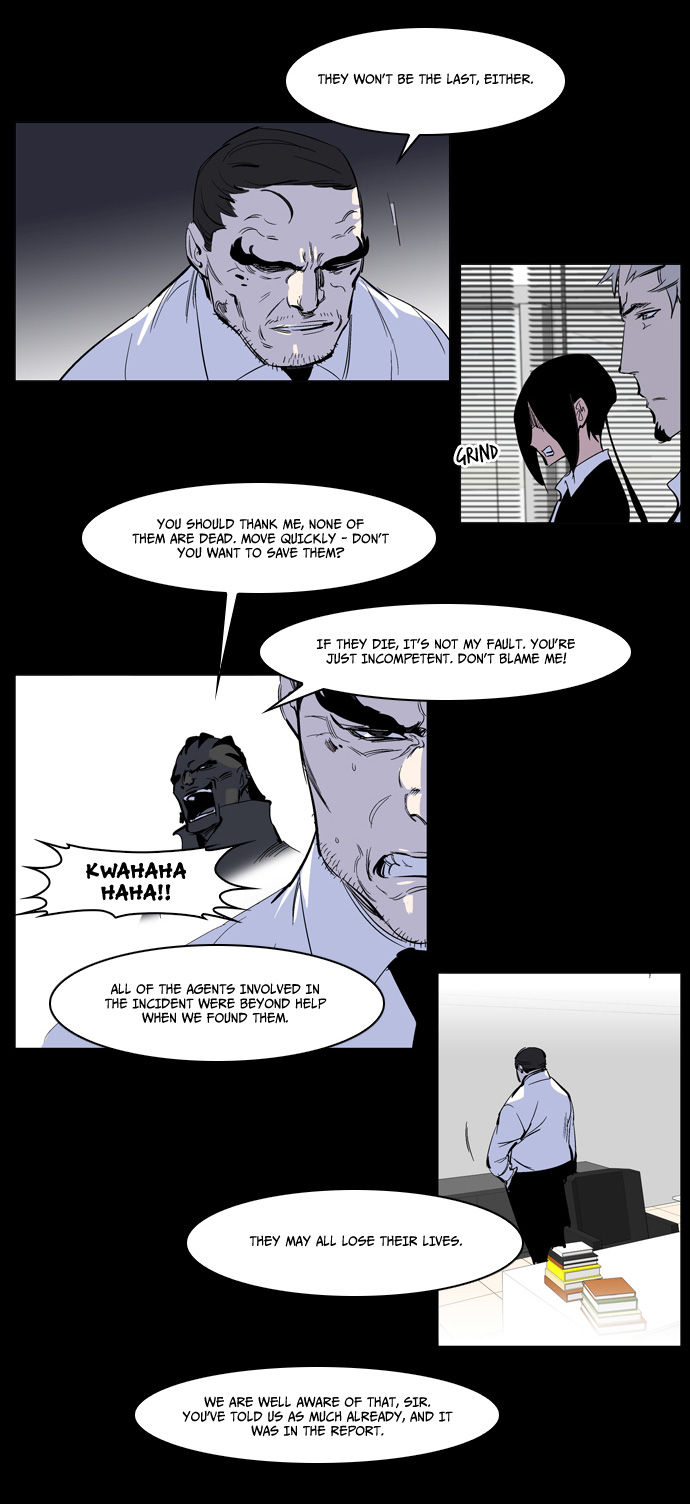 THEY WON'T BE THE LAST, EITHER.
GRIND
YOU SHOULD THANK ME, NONE OF
THEM ARE DEAD. MOVE QUICKLY - DON'T
YOU WANT TO SAVE THEM?
IF THEY DIE, IT'S NOT MY FAULT. YOU'RE
JUST INCOMPETENT. DON'T BLAME ME!
KWAHAHA
HAHA!!
ALL OF THE AGENTS INVOLVED IN
THE INCIDENT WERE BEYOND HELP
WHEN WE FOUND THEM.
THEY MAY ALL LOSE THEIR LIVES.
WE ARE WELL AWARE OF THAT, SIR.
YOU'VE TOLD US AS MUCH ALREADY, AND IT
WAS IN THE REPORT.